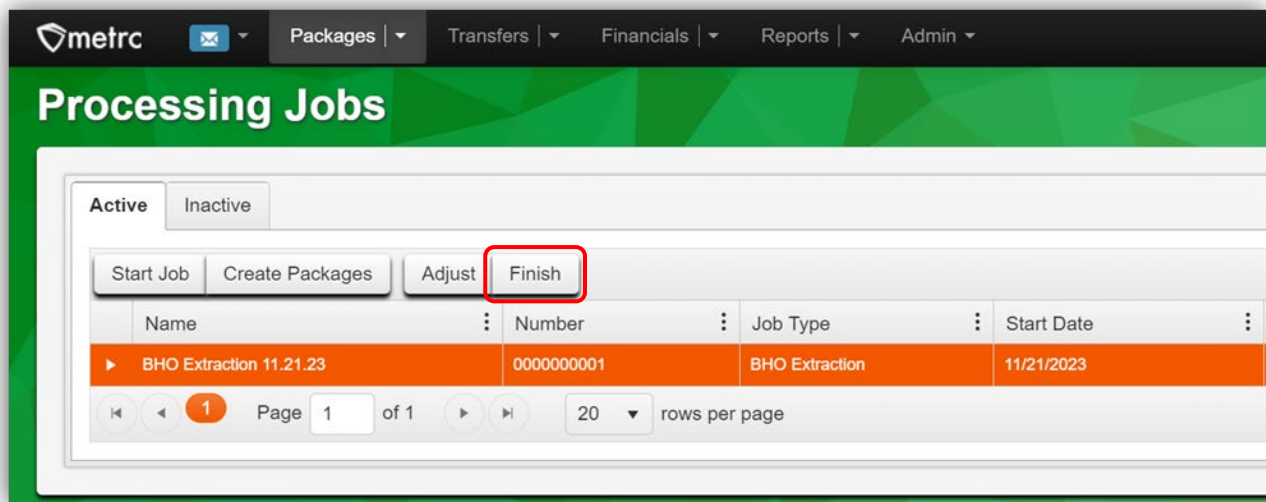 metrc Packages Transfers Financials Reports Admin
Processing Jobs
Active Inactive
Start Job Create Packages Adjust Finish
Name Number Job Type Start Date
BHO Extraction 11.21.23 0000000001 BHO Extraction 11/21/2023
1 Page 1 of 1 20 rows per page